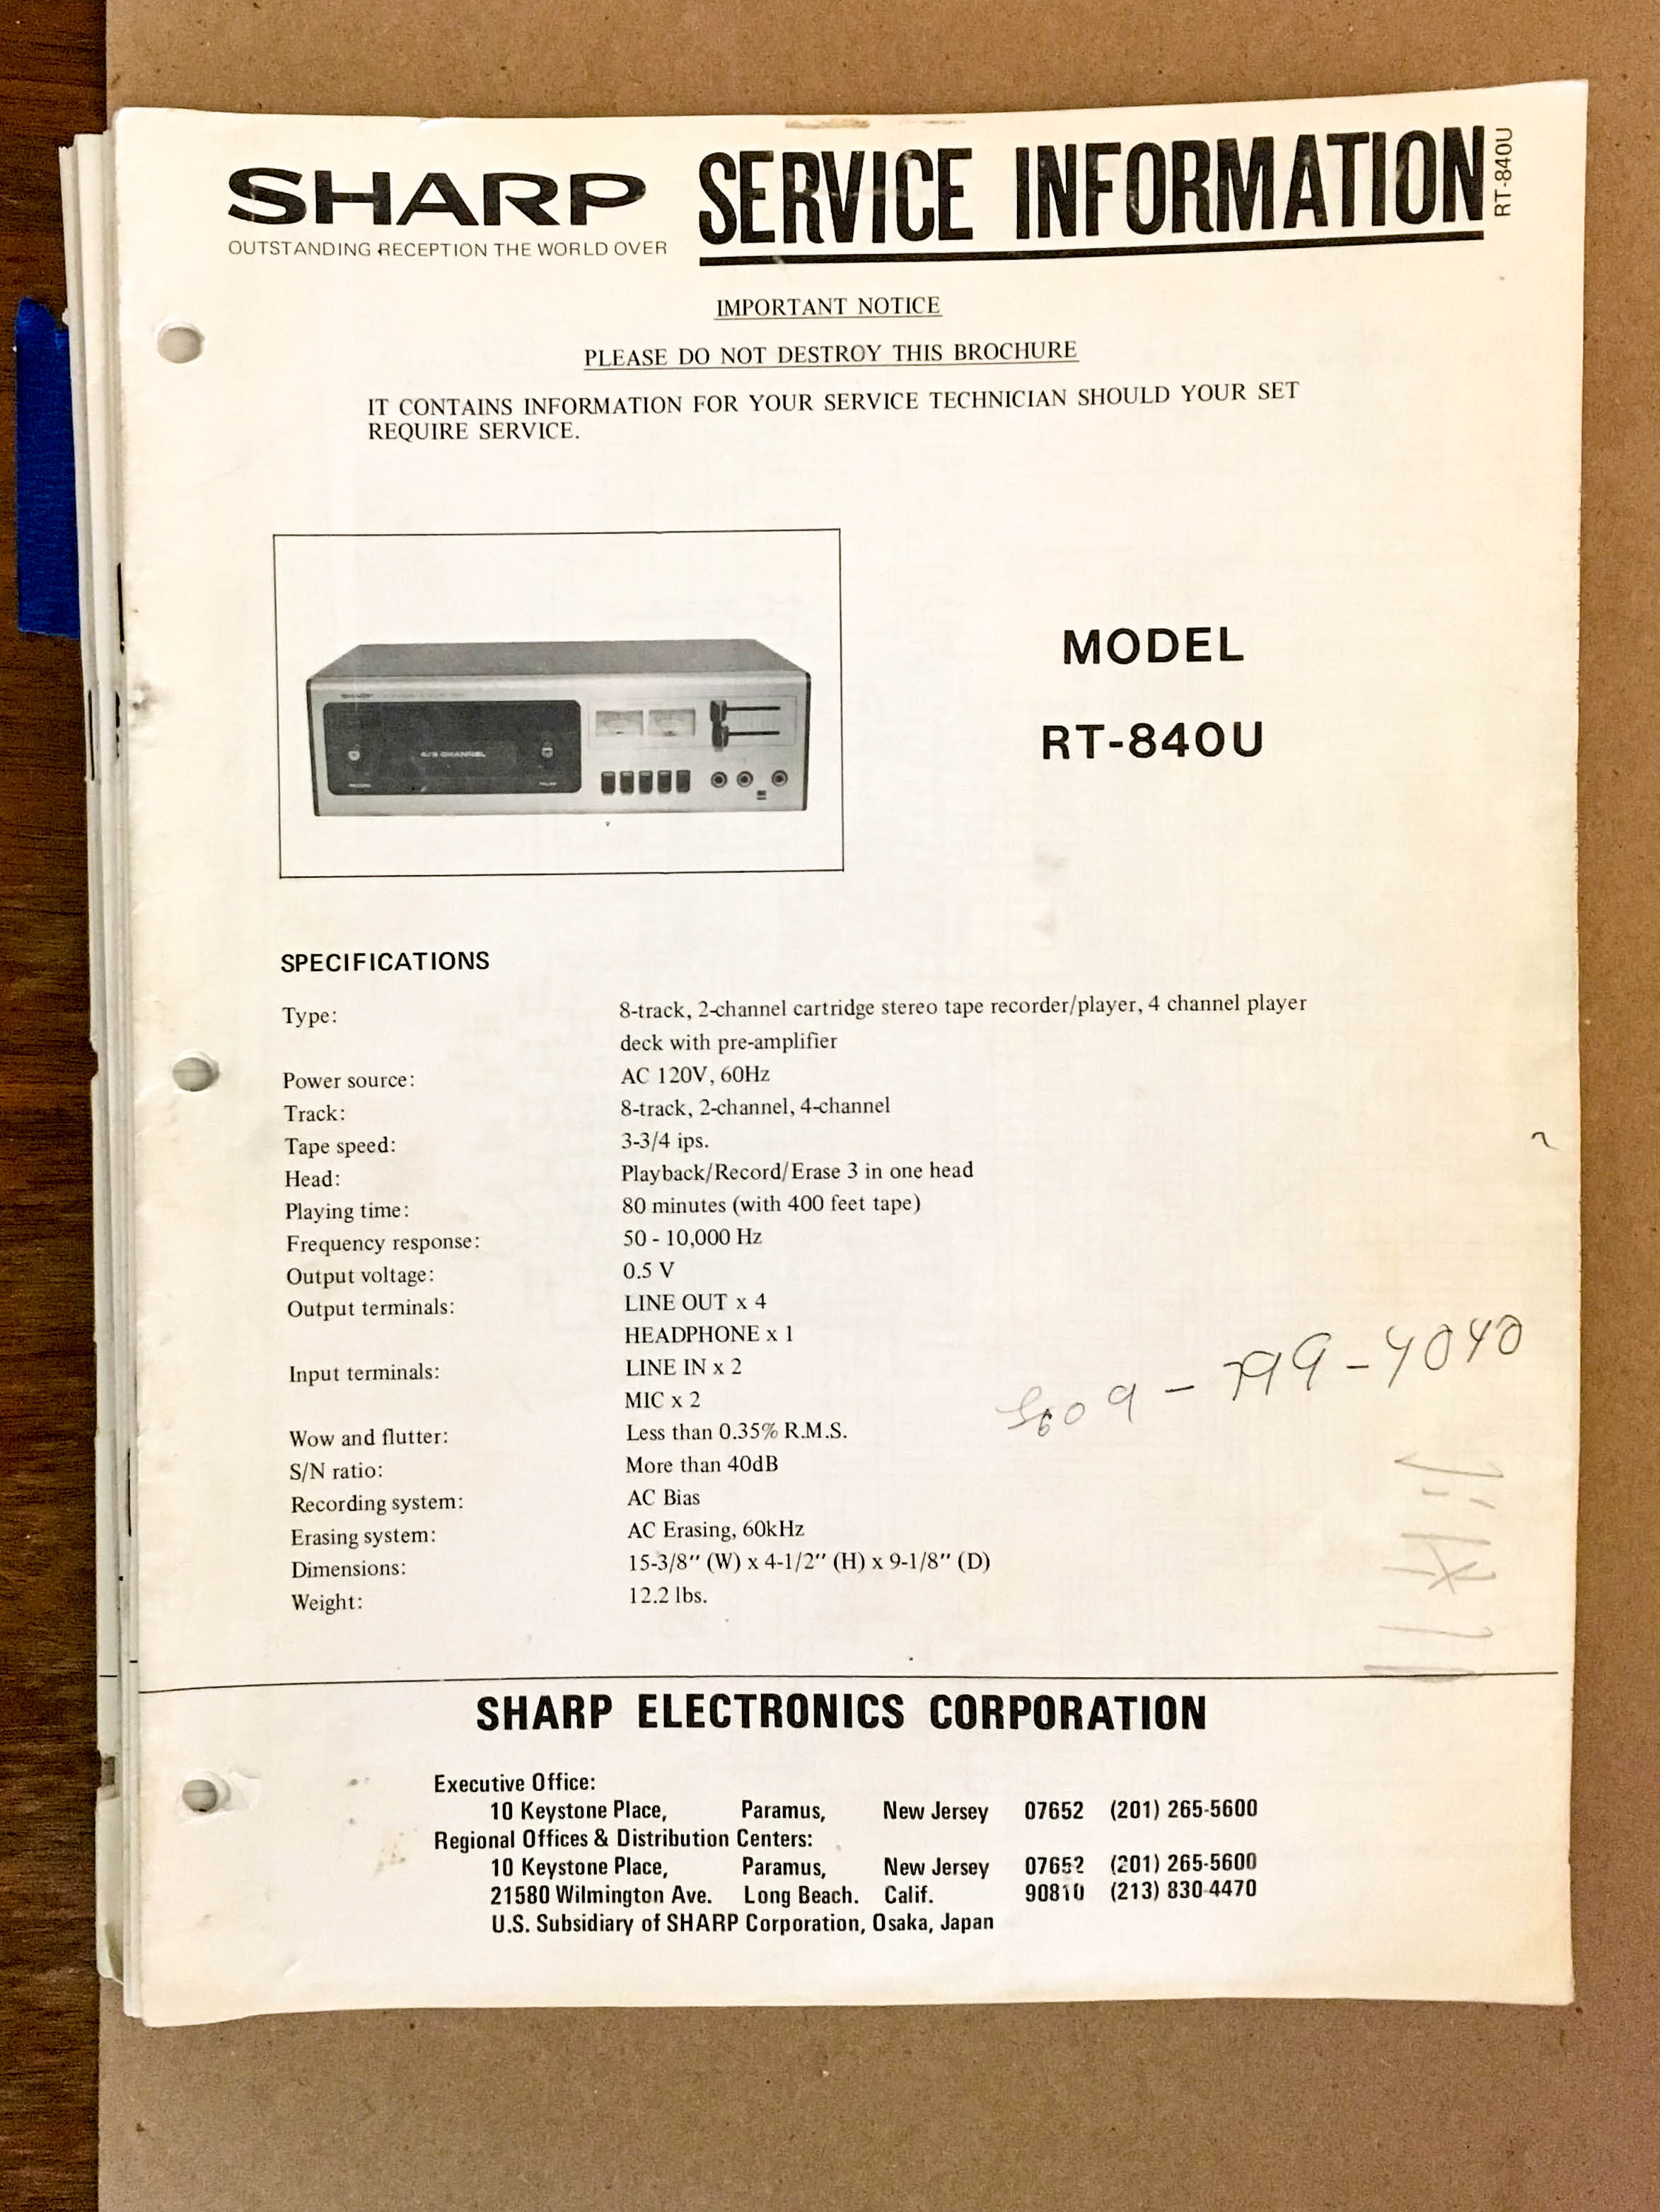 SHARP
OUTSTANDING RECEPTION THE WORLD OVER
SERVICE INFORMATION
RT-840U
IMPORTANT NOTICE
PLEASE DO NOT DESTROY THIS BROCHURE
IT CONTAINS INFORMATION FOR YOUR SERVICE TECHNICIAN SHOULD YOUR SET
REQUIRE SERVICE.
MODEL
RT-840U
SPECIFICATIONS
Type: 8-track, 2-channel cartridge stereo tape recorder/player, 4 channel player
deck with pre-amplifier
Power source: AC 120V, 60Hz
Track: 8-track, 2-channel, 4-channel
Tape speed: 3-3/4 ips.
Head: Playback/Record/Erase 3 in one head
Playing time: 80 minutes (with 400 feet tape)
Frequency response: 50 - 10,000 Hz
Output voltage: 0.5 V
Output terminals: LINE OUT x 4
HEADPHONE x 1
Input terminals: LINE IN x 2
MIC x 2
Wow and flutter: Less than 0.35% R.M.S.
S/N ratio: More than 40dB
Recording system: AC Bias
Erasing system: AC Erasing, 60kHz
Dimensions: 15-3/8" (W) x 4-1/2" (H) x 9-1/8" (D)
Weight: 12.2 lbs.
799-4040
SHARP ELECTRONICS CORPORATION
Executive Office:
10 Keystone Place, Paramus, New Jersey 07652 (201) 265-5600
Regional Offices & Distribution Centers:
10 Keystone Place, Paramus, New Jersey 07652 (201) 265-5600
21580 Wilmington Ave. Long Beach. Calif. 90810 (213) 830-4470
U.S. Subsidiary of SHARP Corporation, Osaka, Japan